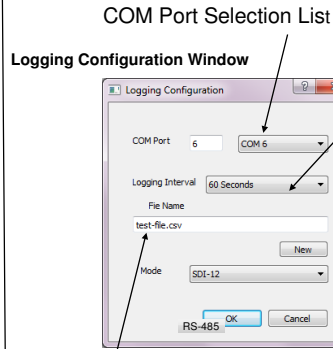 COM Port Selection List
Logging Configuration Window
Logging Configuration
COM Port 6 COM 6
Logging Interval 60 Seconds
Fie Name
test-file.csv
New
Mode SDI-12
OK Cancel
RS-485